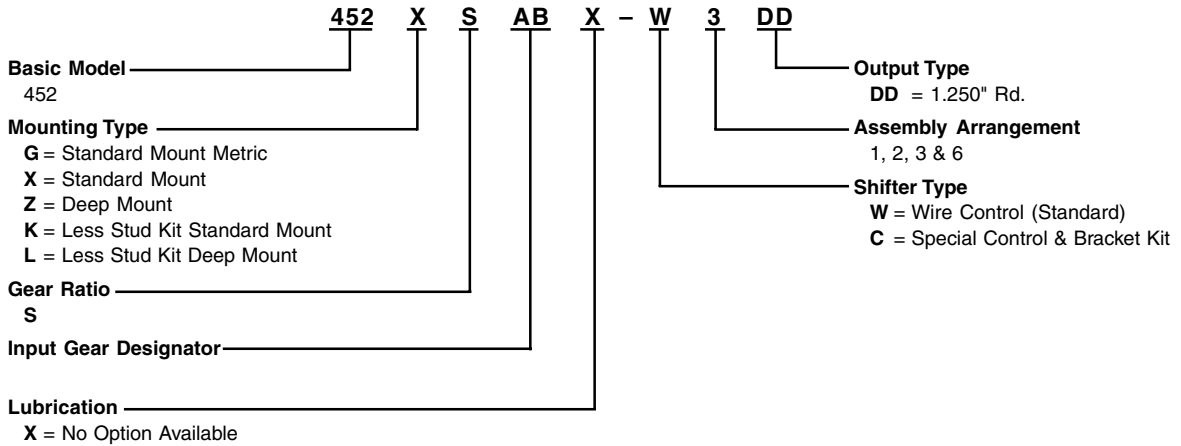 452 X S AB X – W 3 DD
Basic Model
452
Mounting Type
G = Standard Mount Metric
X = Standard Mount
Z = Deep Mount
K = Less Stud Kit Standard Mount
L = Less Stud Kit Deep Mount
Gear Ratio
S
Input Gear Designator
Lubrication
X = No Option Available
Output Type
DD = 1.250" Rd.
Assembly Arrangement
1, 2, 3 & 6
Shifter Type
W = Wire Control (Standard)
C = Special Control & Bracket Kit